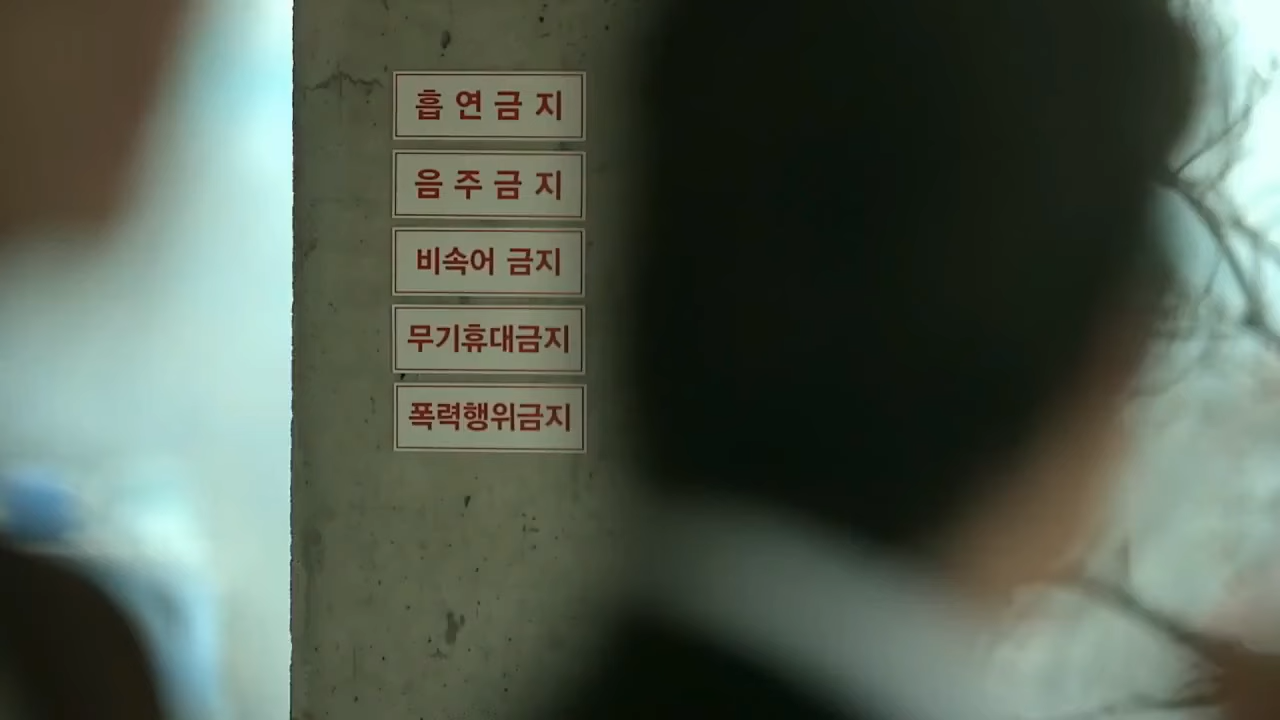 흡연금지
음주금지
비속어 금지
무기휴대금지
폭력행위금지